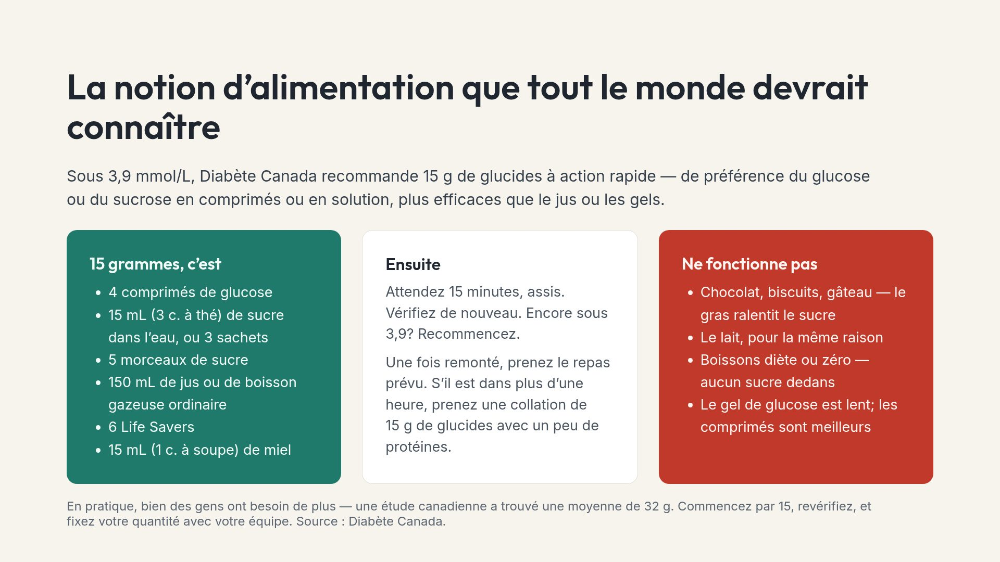 La notion d’alimentation que tout le monde devrait
connaître
Sous 3,9 mmol/L, Diabète Canada recommande 15 g de glucides à action rapide — de préférence du glucose
ou du sucrose en comprimés ou en solution, plus efficaces que le jus ou les gels.
15 grammes, c’est
• 4 comprimés de glucose
• 15 mL (3 c. à thé) de sucre
dans l’eau, ou 3 sachets
• 5 morceaux de sucre
• 150 mL de jus ou de boisson
gazeuse ordinaire
• 6 Life Savers
• 15 mL (1 c. à soupe) de miel
Ensuite
Attendez 15 minutes, assis.
Vérifiez de nouveau. Encore sous
3,9? Recommencez.
Une fois remonté, prenez le repas
prévu. S’il est dans plus d’une
heure, prenez une collation de
15 g de glucides avec un peu de
protéines.
Ne fonctionne pas
• Chocolat, biscuits, gâteau — le
gras ralentit le sucre
• Le lait, pour la même raison
• Boissons diète ou zéro —
aucun sucre dedans
• Le gel de glucose est lent; les
comprimés sont meilleurs
En pratique, bien des gens ont besoin de plus — une étude canadienne a trouvé une moyenne de 32 g. Commencez par 15, revérifiez, et
fixez votre quantité avec votre équipe. Source : Diabète Canada.